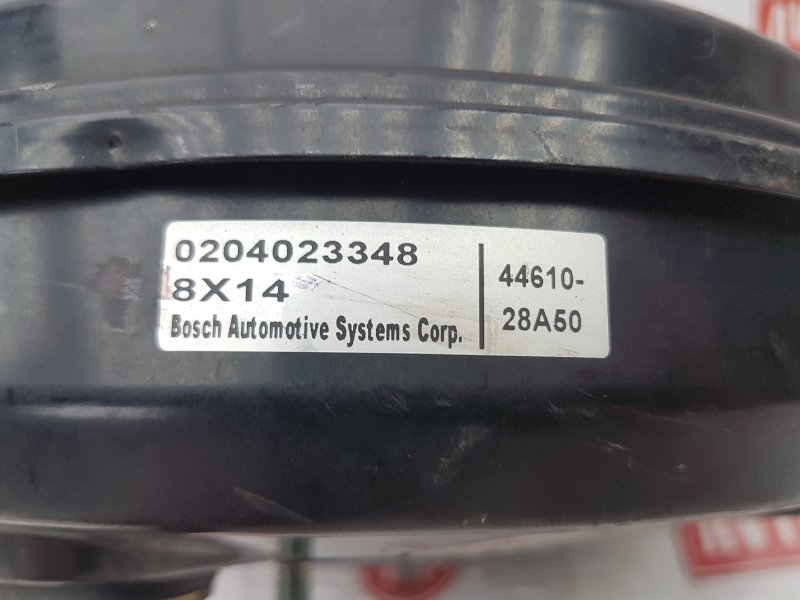 0204023348
8X14
Bosch Automotive Systems Corp.
44610-
28A50